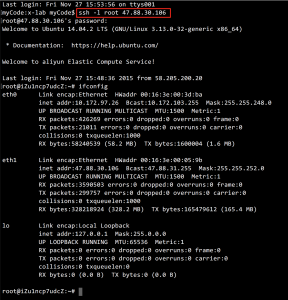 Last login: Fri Nov 27 15:53:56 on ttys001
myCode:x-lab myCode$ ssh -l root 47.88.30.106
root@47.88.30.106's password:
Welcome to Ubuntu 14.04.2 LTS (GNU/Linux 3.13.0-32-generic x86_64)

 * Documentation:  https://help.ubuntu.com/

Welcome to aliyun Elastic Compute Service!

Last login: Fri Nov 27 15:48:36 2015 from 58.205.200.20
root@iZu1ncp7udcZ:~# ifconfig
eth0      Link encap:Ethernet  HWaddr 00:16:3e:00:3d:ba
          inet addr:10.172.97.26  Bcast:10.172.103.255  Mask:255.255.248.0
          UP BROADCAST RUNNING MULTICAST  MTU:1500  Metric:1
          RX packets:426269 errors:0 dropped:0 overruns:0 frame:0
          TX packets:21011 errors:0 dropped:0 overruns:0 carrier:0
          collisions:0 txqueuelen:1000
          RX bytes:58240539 (58.2 MB)  TX bytes:1600004 (1.6 MB)

eth1      Link encap:Ethernet  HWaddr 00:16:3e:00:05:9b
          inet addr:47.88.30.106  Bcast:47.88.31.255  Mask:255.255.252.0
          UP BROADCAST RUNNING MULTICAST  MTU:1500  Metric:1
          RX packets:3590503 errors:0 dropped:0 overruns:0 frame:0
          TX packets:299757 errors:0 dropped:0 overruns:0 carrier:0
          collisions:0 txqueuelen:1000
          RX bytes:328218924 (328.2 MB)  TX bytes:165479612 (165.4 MB)

lo        Link encap:Local Loopback
          inet addr:127.0.0.1  Mask:255.0.0.0
          UP LOOPBACK RUNNING  MTU:65536  Metric:1
          RX packets:0 errors:0 dropped:0 overruns:0 frame:0
          TX packets:0 errors:0 dropped:0 overruns:0 carrier:0
          collisions:0 txqueuelen:0
          RX bytes:0 (0.0 B)  TX bytes:0 (0.0 B)

root@iZu1ncp7udcZ:~#